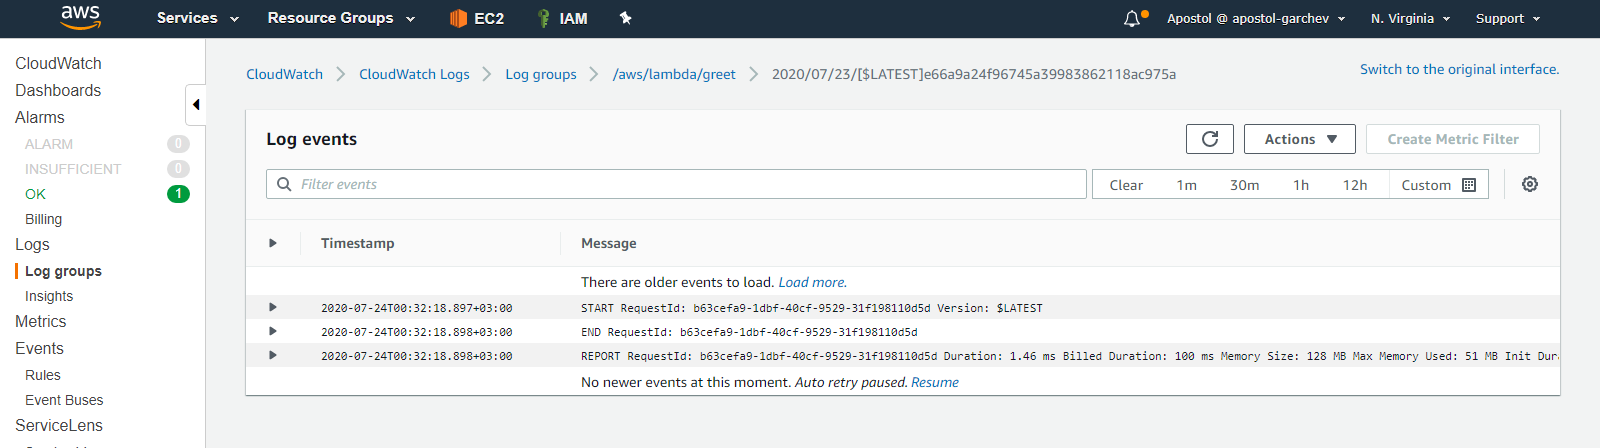 aws Services Resource Groups EC2 IAM Apostol @ apostol-garchev N. Virginia Support
CloudWatch
Dashboards
Alarms
ALARM 0
INSUFFICIENT 0
OK 1
Billing
Logs
Log groups
Insights
Metrics
Events
Rules
Event Buses
ServiceLens
CloudWatch CloudWatch Logs Log groups /aws/lambda/greet 2020/07/23/[$LATEST]e66a9a24f96745a39983862118ac975a
Switch to the original interface.
Log events
Actions Create Metric Filter
Filter events
Clear 1m 30m 1h 12h Custom
Timestamp Message
There are older events to load. Load more.
2020-07-24T00:32:18.897+03:00 START RequestId: b63cefa9-1dbf-40cf-9529-31f198110d5d Version: $LATEST
2020-07-24T00:32:18.898+03:00 END RequestId: b63cefa9-1dbf-40cf-9529-31f198110d5d
2020-07-24T00:32:18.898+03:00 REPORT RequestId: b63cefa9-1dbf-40cf-9529-31f198110d5d Duration: 1.46 ms Billed Duration: 100 ms Memory Size: 128 MB Max Memory Used: 51 MB Init Dur
No newer events at this moment. Auto retry paused. Resume